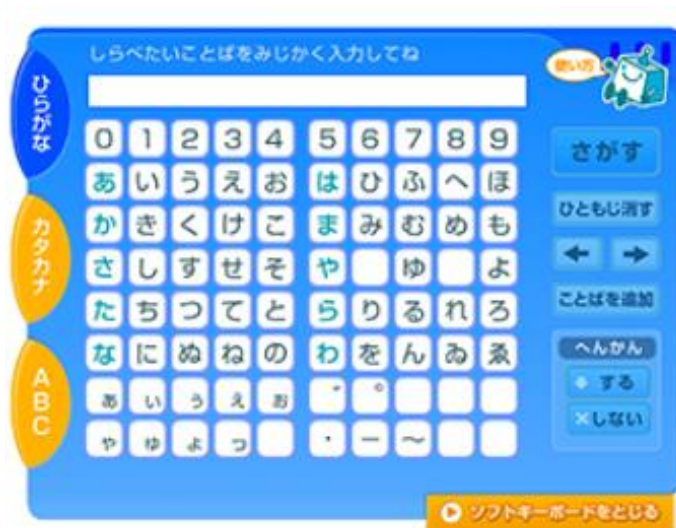 しらべたいことばをみじかく入力してね
使い方
ひらがな
カタカナ
ABC
0 1 2 3 4 5 6 7 8 9
あ い う え お は ひ ふ へ ほ
か き く け こ ま み む め も
さ し す せ そ や ゆ よ
た ち つ て と ら り る れ ろ
な に ぬ ね の わ を ん ゐ ゑ
ぁ ぃ ぅ ぇ ぉ ゛ ゜
ゃ ゅ ょ っ ・ ー ～
さがす
ひともじ消す
← →
ことばを追加
へんかん
する
×しない
ソフトキーボードをとじる